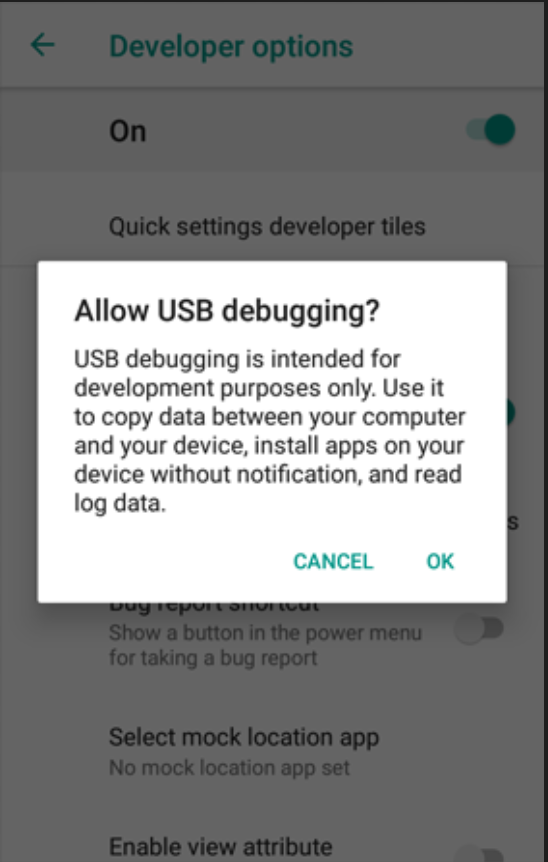 Developer options
On
Quick settings developer tiles
Allow USB debugging?
USB debugging is intended for
development purposes only. Use it
to copy data between your computer
and your device, install apps on your
device without notification, and read
log data.
CANCEL OK
Bug report shortcut
Show a button in the power menu
for taking a bug report
Select mock location app
No mock location app set
Enable view attribute